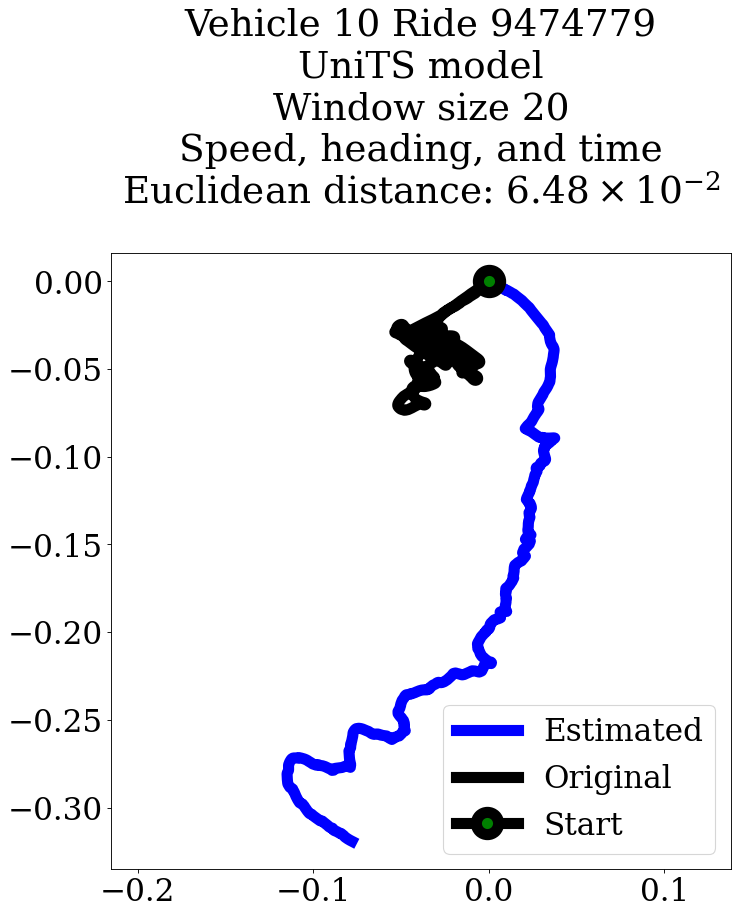 Vehicle 10 Ride 9474779
UniTS model
Window size 20
Speed, heading, and time
Euclidean distance: 6.48 × 10⁻²
0.00
−0.05
−0.10
−0.15
−0.20
−0.25
−0.30
Estimated
Original
Start
−0.2 −0.1 0.0 0.1